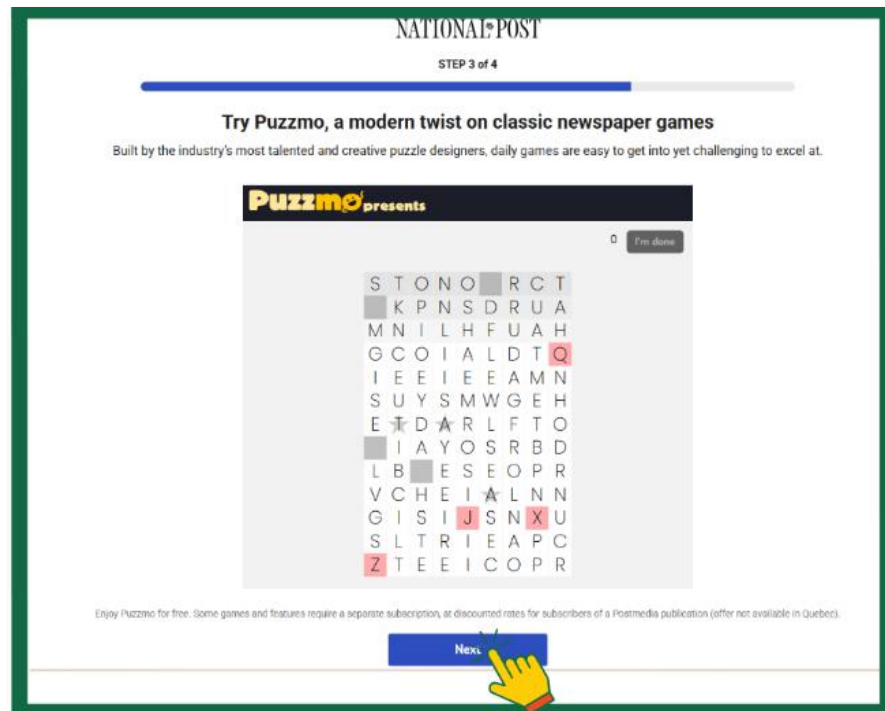 NATIONAL POST
STEP 3 of 4
Try Puzzmo, a modern twist on classic newspaper games
Built by the industry's most talented and creative puzzle designers, daily games are easy to get into yet challenging to excel at.
Puzzmo presents
0 I'm done
S T O N O R C T
K P N S D R U A
M N I L H F U A H
G C O I A L D T Q
I E E I E E A M N
S U Y S M W G E H
E T D A R L F T O
I A Y O S R B D
L B E S E O P R
V C H E I A L N N
G I S I J S N X U
S L T R I E A P C
Z T E E I C O P R
Enjoy Puzzmo for free. Some games and features require a separate subscription, at discounted rates for subscribers of a Postmedia publication (offer not available in Quebec).
Next